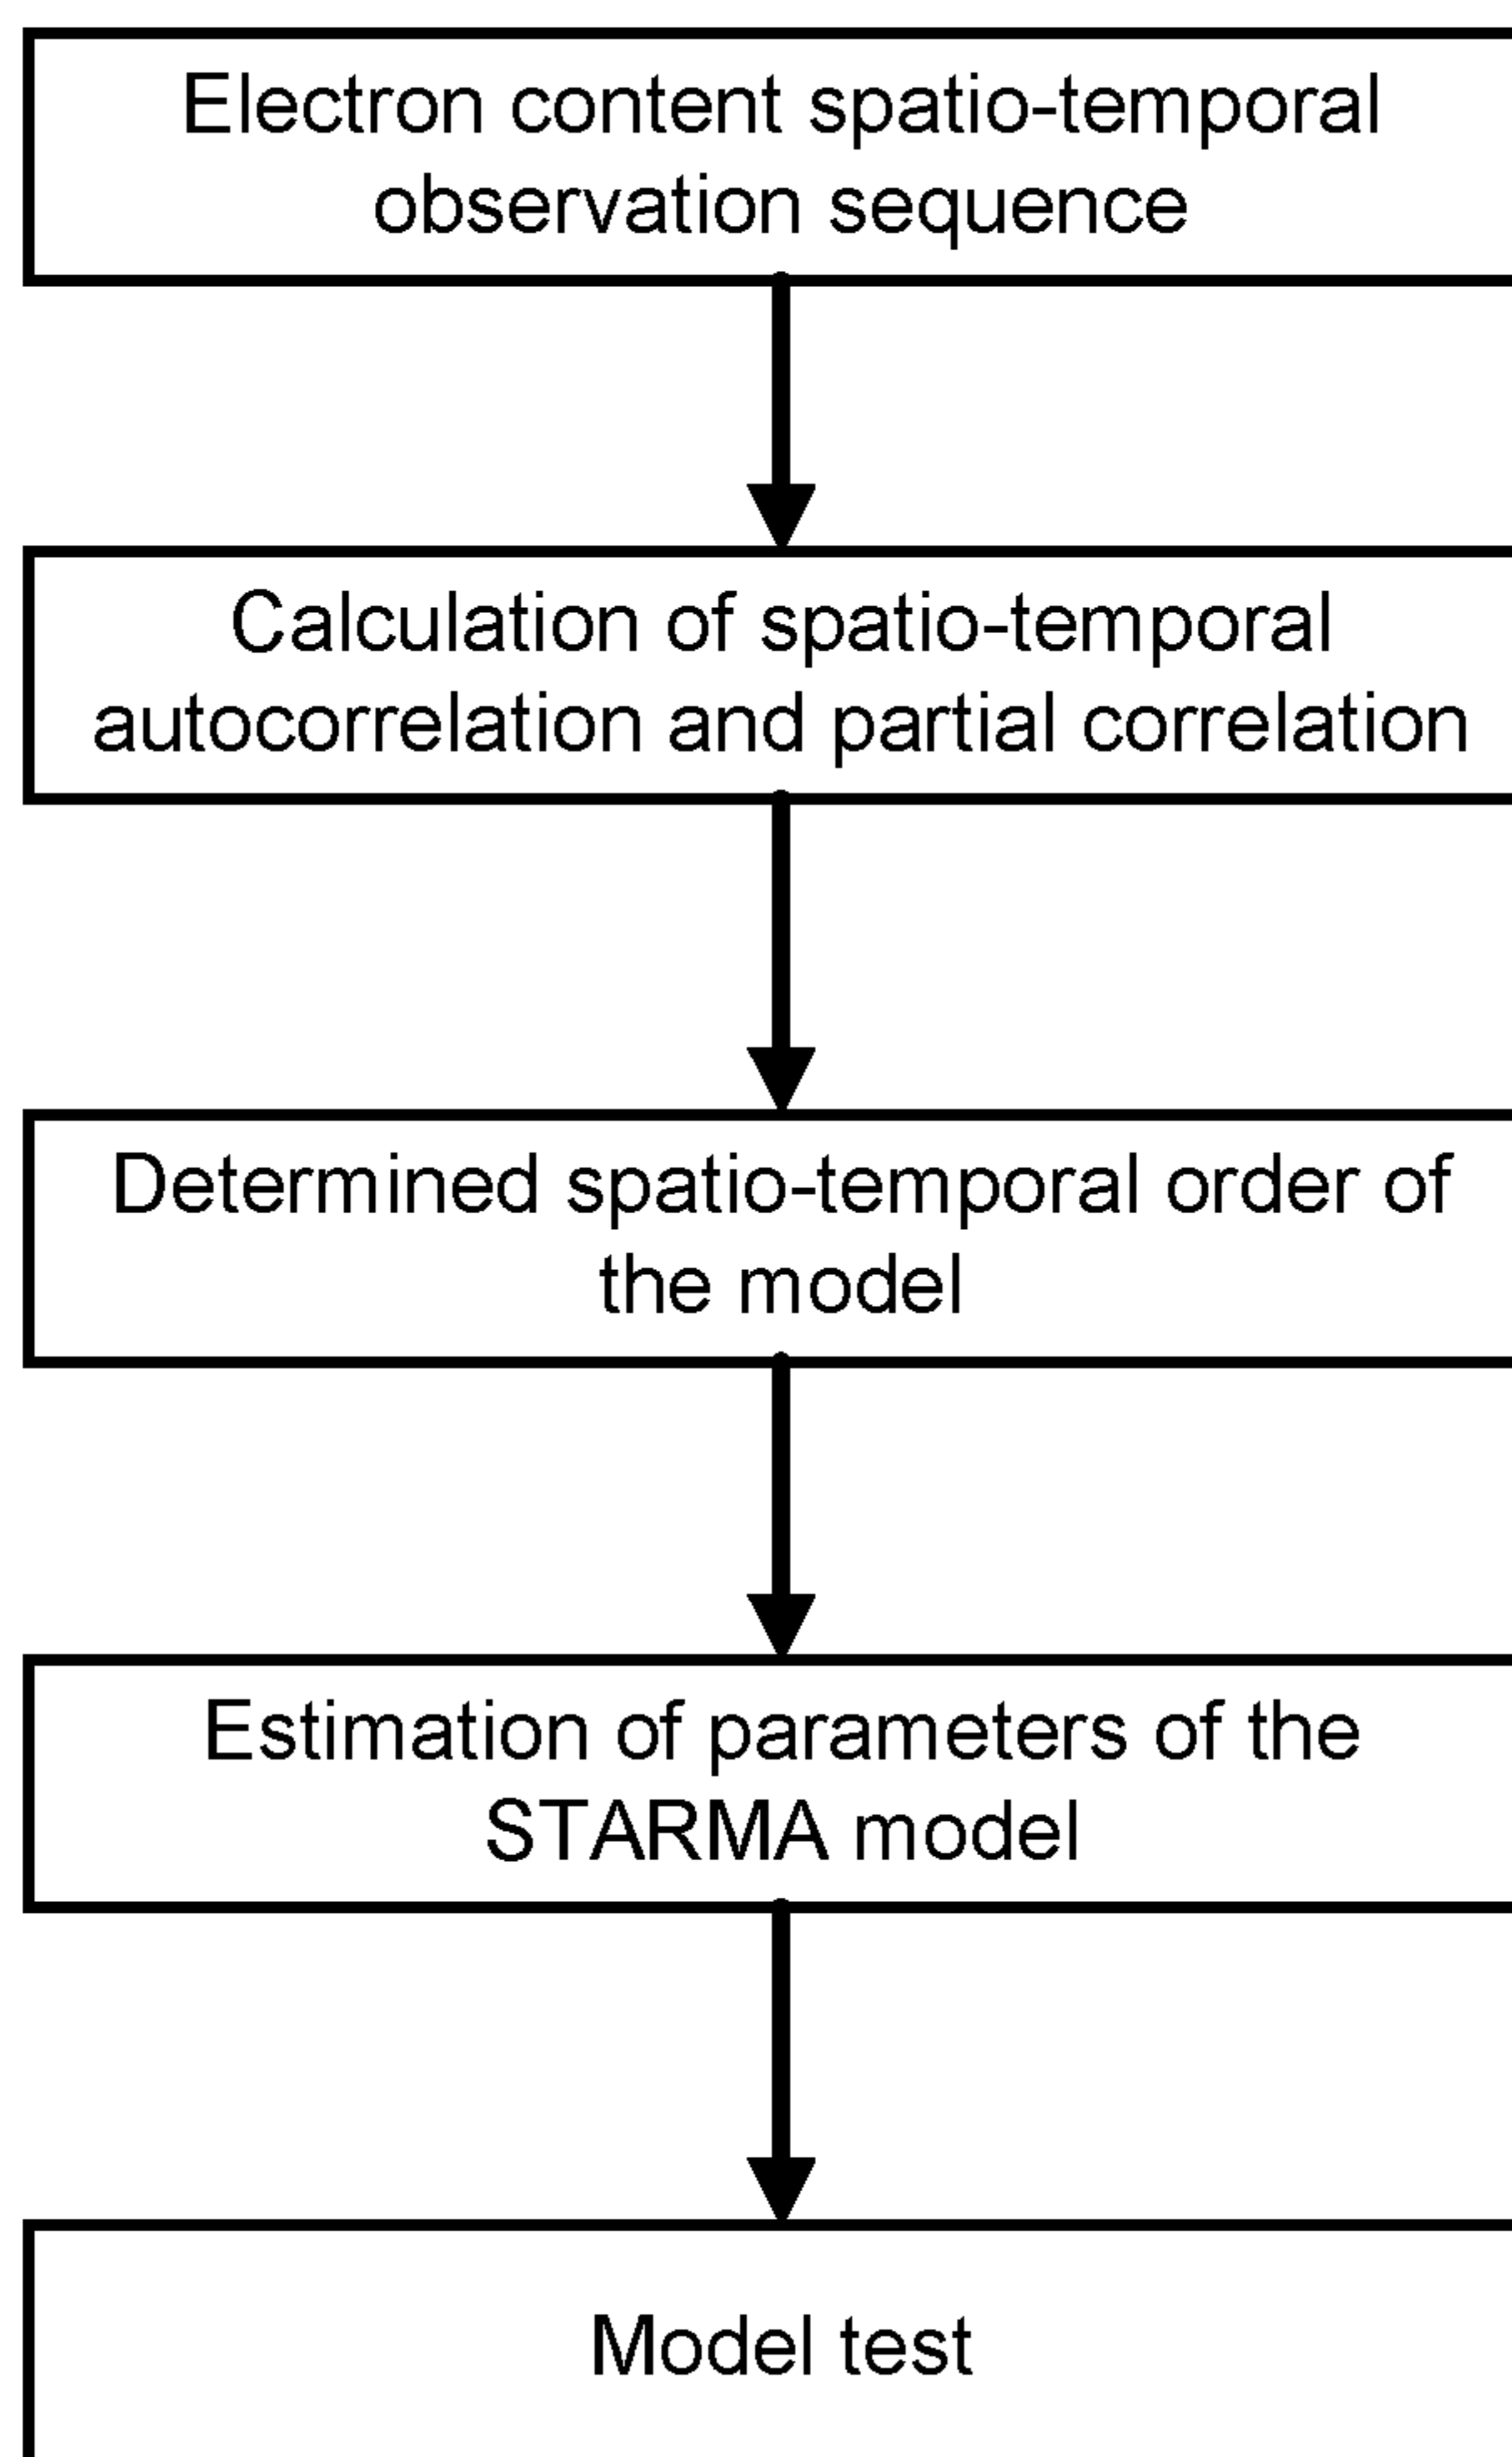 Electron content spatio-temporal
observation sequence
Calculation of spatio-temporal
autocorrelation and partial correlation
Determined spatio-temporal order of
the model
Estimation of parameters of the
STARMA model
Model test